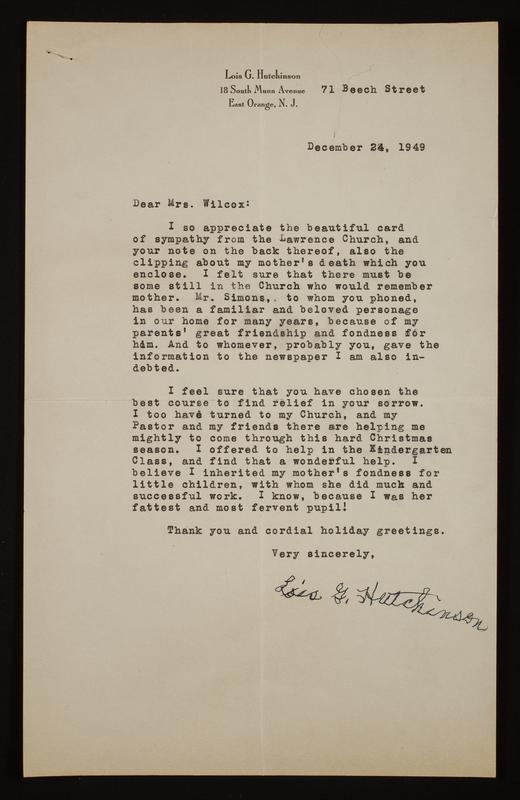 Lois G. Hutchinson
18 South Munn Avenue 71 Beech Street
East Orange, N. J.
December 24, 1949
Dear Mrs. Wilcox:
I so appreciate the beautiful card
of sympathy from the Lawrence Church, and
your note on the back thereof, also the
clipping about my mother's death which you
enclose. I felt sure that there must be
some still in the Church who would remember
mother. Mr. Simons, to whom you phoned,
has been a familiar and beloved personage
in our home for many years, because of my
parents' great friendship and fondness for
him. And to whomever, probably you, gave the
information to the newspaper I am also in-
debted.
I feel sure that you have chosen the
best course to find relief in your sorrow.
I too have turned to my Church, and my
Pastor and my friends there are helping me
mightly to come through this hard Christmas
season. I offered to help in the Kindergarten
Class, and find that a wonderful help. I
believe I inherited my mother's fondness for
little children, with whom she did much and
successful work. I know, because I was her
fattest and most fervent pupil!
Thank you and cordial holiday greetings.
Very sincerely,
Lois G. Hutchinson